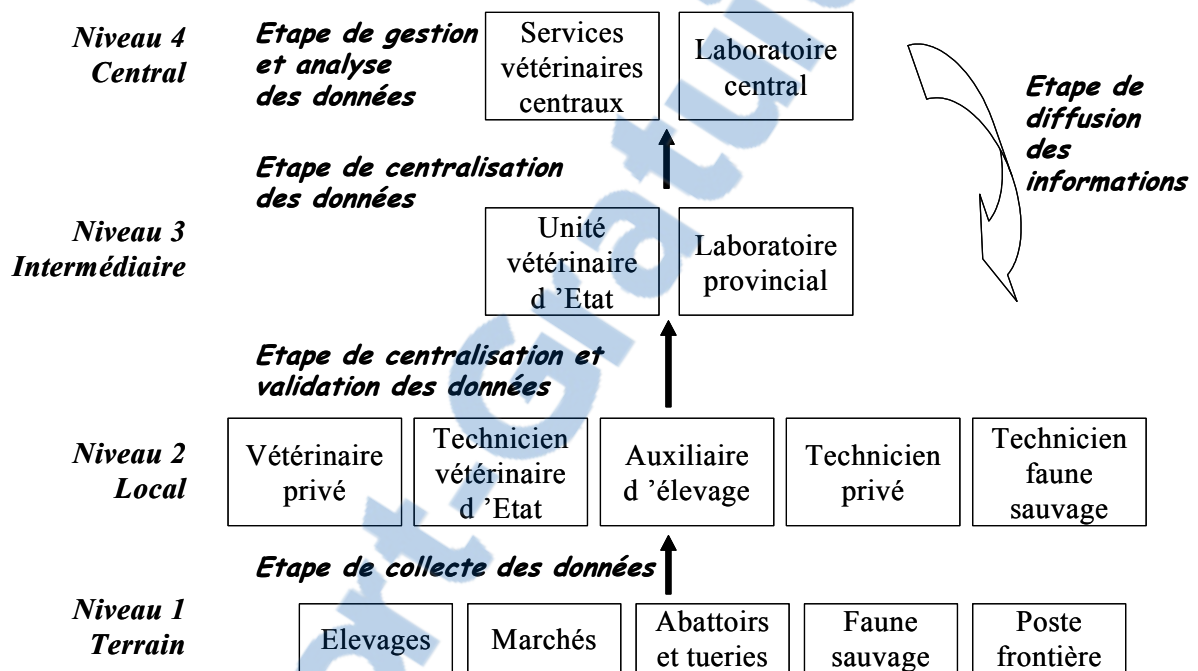 Niveau 4
Central
Etape de gestion
et analyse
des données
Services
vétérinaires
centraux
Laboratoire
central
Etape de
diffusion
des
informations
Etape de centralisation
des données
Niveau 3
Intermédiaire
Unité
vétérinaire
d ’Etat
Laboratoire
provincial
Etape de centralisation et
validation des données
Niveau 2
Local
Vétérinaire
privé
Technicien
vétérinaire
d ’Etat
Auxiliaire
d ’élevage
Technicien
privé
Technicien
faune
sauvage
Etape de collecte des données
Niveau 1
Terrain
Elevages
Marchés
Abattoirs
et tueries
Faune
sauvage
Poste
frontière